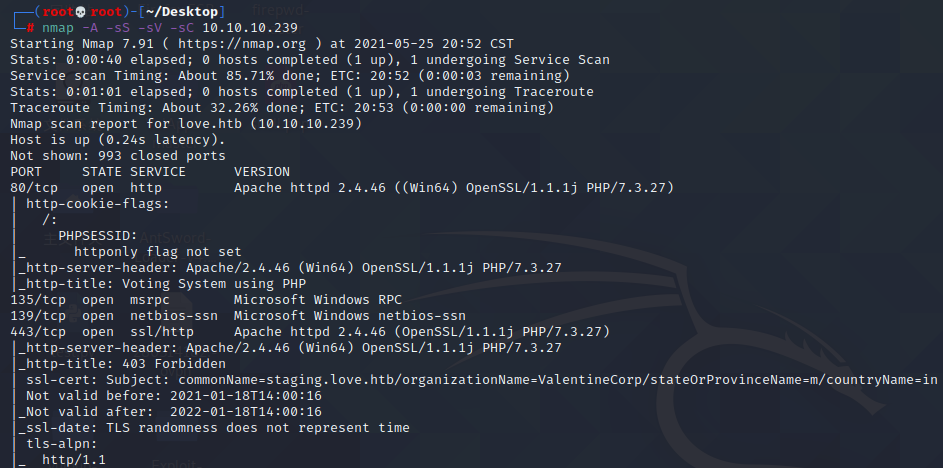 (root💀root)-[~/Desktop]
# nmap -A -sS -sV -sC 10.10.10.239
Starting Nmap 7.91 ( https://nmap.org ) at 2021-05-25 20:52 CST
Stats: 0:00:40 elapsed; 0 hosts completed (1 up), 1 undergoing Service Scan
Service scan Timing: About 85.71% done; ETC: 20:52 (0:00:03 remaining)
Stats: 0:01:01 elapsed; 0 hosts completed (1 up), 1 undergoing Traceroute
Traceroute Timing: About 32.26% done; ETC: 20:53 (0:00:00 remaining)
Nmap scan report for love.htb (10.10.10.239)
Host is up (0.24s latency).
Not shown: 993 closed ports
PORT    STATE SERVICE      VERSION
80/tcp  open  http         Apache httpd 2.4.46 ((Win64) OpenSSL/1.1.1j PHP/7.3.27)
| http-cookie-flags:
|   /:
|     PHPSESSID:
|_      httponly flag not set
|_http-server-header: Apache/2.4.46 (Win64) OpenSSL/1.1.1j PHP/7.3.27
|_http-title: Voting System using PHP
135/tcp open  msrpc        Microsoft Windows RPC
139/tcp open  netbios-ssn  Microsoft Windows netbios-ssn
443/tcp open  ssl/http     Apache httpd 2.4.46 (OpenSSL/1.1.1j PHP/7.3.27)
|_http-server-header: Apache/2.4.46 (Win64) OpenSSL/1.1.1j PHP/7.3.27
|_http-title: 403 Forbidden
| ssl-cert: Subject: commonName=staging.love.htb/organizationName=ValentineCorp/stateOrProvinceName=m/countryName=in
| Not valid before: 2021-01-18T14:00:16
|_Not valid after:  2022-01-18T14:00:16
|_ssl-date: TLS randomness does not represent time
| tls-alpn:
|_  http/1.1